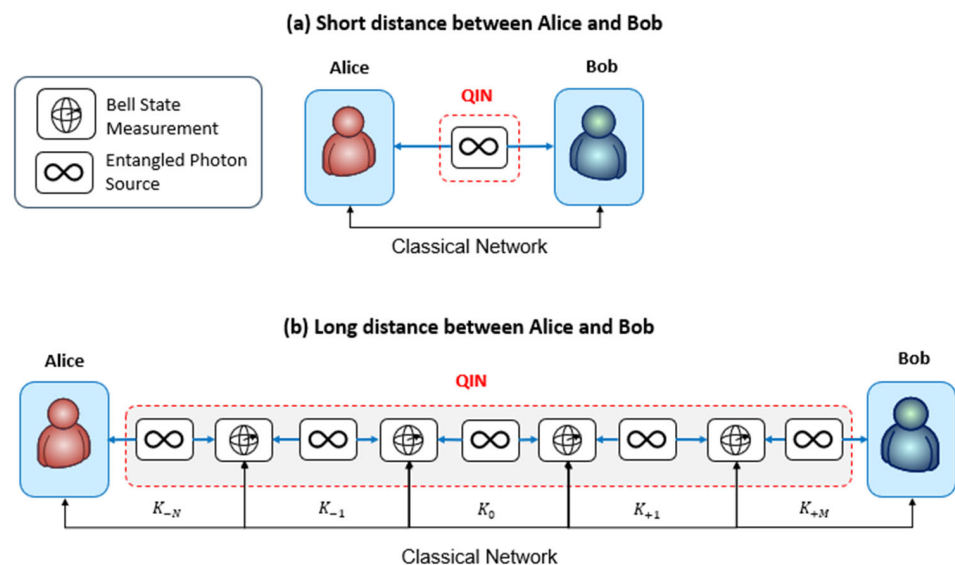 (a) Short distance between Alice and Bob
Alice
Bob
QIN
Bell State
Measurement
Entangled Photon
Source
Classical Network
(b) Long distance between Alice and Bob
Alice
Bob
QIN
K₋N K₋₁ K₀ K₊₁ K₊M
Classical Network